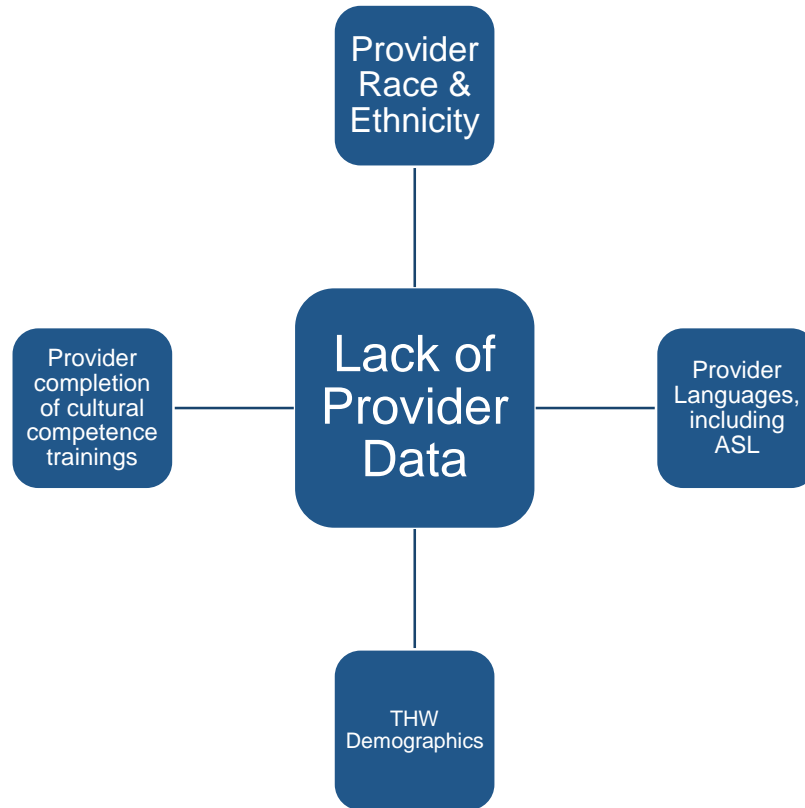 Provider
Race &
Ethnicity
Provider
completion
of cultural
competence
trainings
Lack of
Provider
Data
Provider
Languages,
including
ASL
THW
Demographics